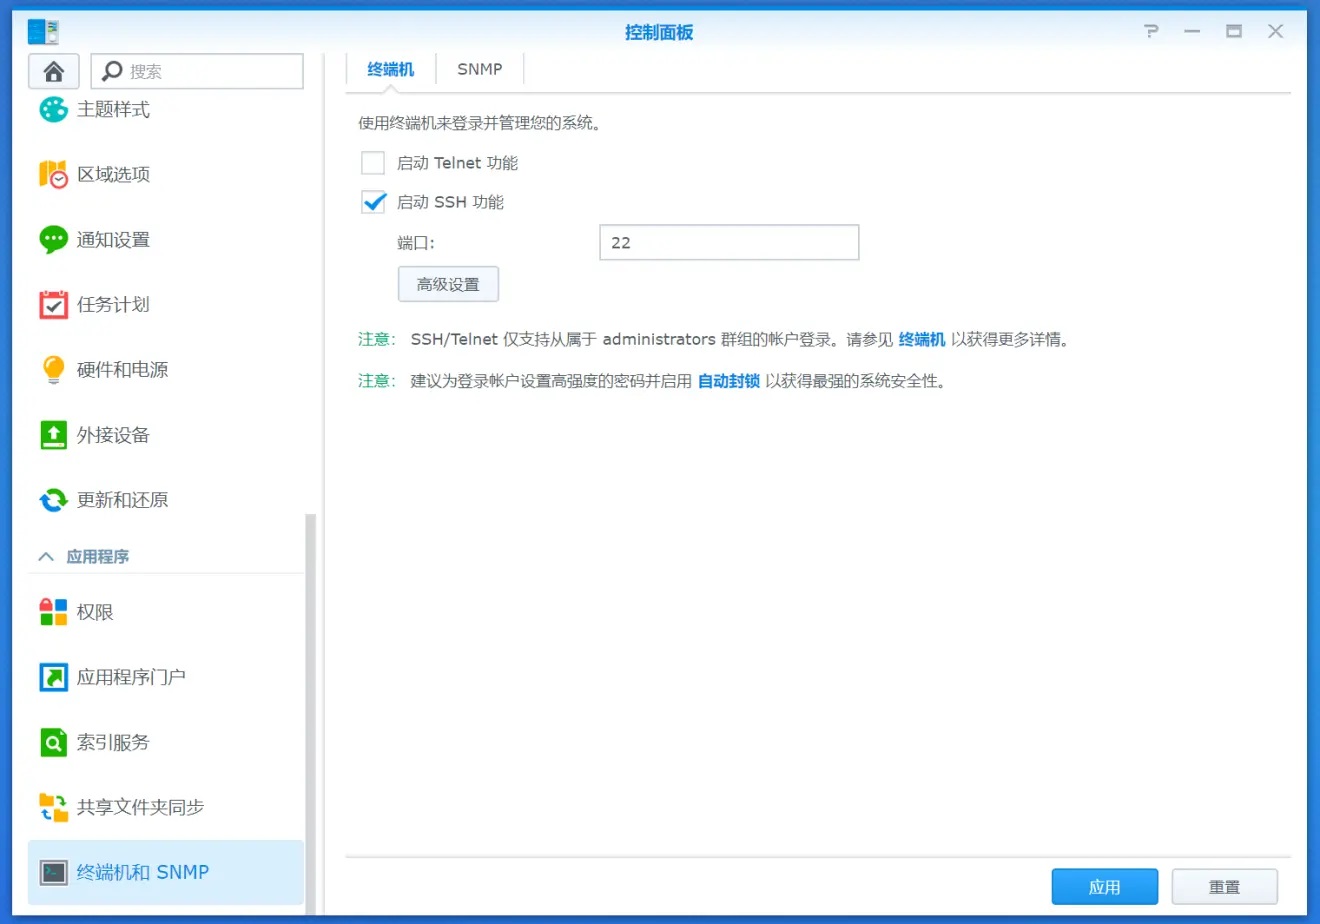 控制面板
搜索
主题样式
区域选项
通知设置
任务计划
硬件和电源
外接设备
更新和还原
应用程序
权限
应用程序门户
索引服务
共享文件夹同步
终端机和 SNMP
终端机 SNMP
使用终端机来登录并管理您的系统。
启动 Telnet 功能
启动 SSH 功能
端口: 22
高级设置
注意: SSH/Telnet 仅支持从属于 administrators 群组的帐户登录。请参见 终端机 以获得更多详情。
注意: 建议为登录帐户设置高强度的密码并启用 自动封锁 以获得最强的系统安全性。
应用 重置